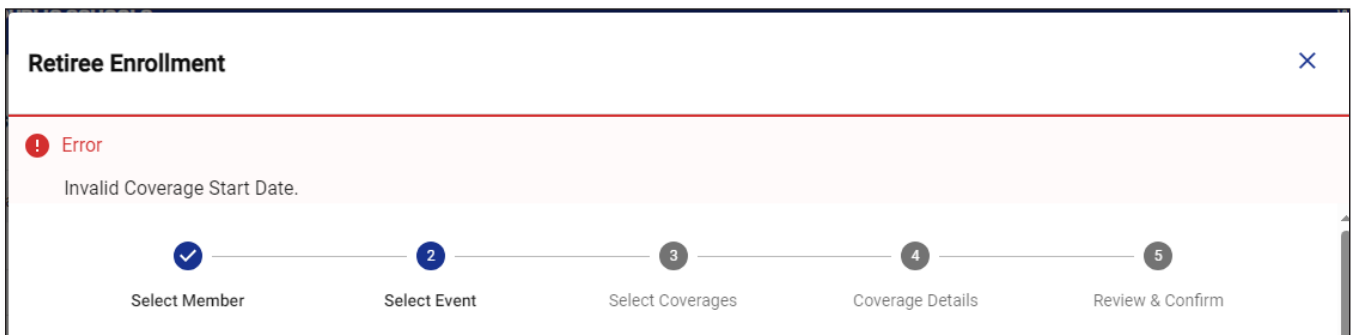 Retiree Enrollment
Error
Invalid Coverage Start Date.
2
3
4
5
Select Member
Select Event
Select Coverages
Coverage Details
Review & Confirm